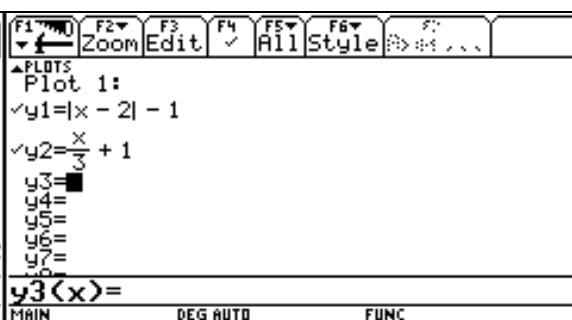 F1 F2 Zoom F3 Edit F4 ✓ F5 All F6 Style F7
PLOTS
Plot 1:
✓y1=|x - 2| - 1
✓y2=x/3 + 1
y3=
y4=
y5=
y6=
y7=
y3(x)=
MAIN DEG AUTO FUNC